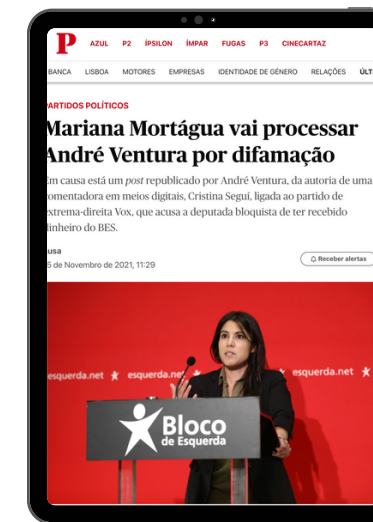 P
AZUL P2 ÍPSILON ÍMPAR FUGAS P3 CINECARTAZ
BANCA LISBOA MOTORES EMPRESAS IDENTIDADE DE GÉNERO RELAÇÕES ÚLT
PARTIDOS POLÍTICOS
Mariana Mortágua vai processar
André Ventura por difamação
Em causa está um post republicado por André Ventura, da autoria de uma
comentadora em meios digitais, Cristina Seguí, ligada ao partido de
extrema-direita Vox, que acusa a deputada bloquista de ter recebido
dinheiro do BES.
usa
5 de Novembro de 2021, 11:29
Receber alertas
esquerda.net esquerda.net esquerda.net
Bloco
de Esquerda